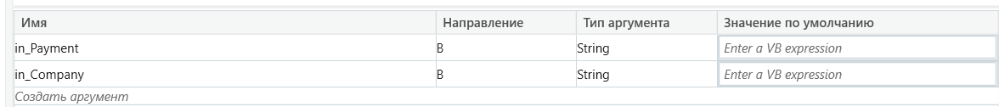 Имя Направление Тип аргумента Значение по умолчанию
in_Payment В String Enter a VB expression
in_Company В String Enter a VB expression
Создать аргумент